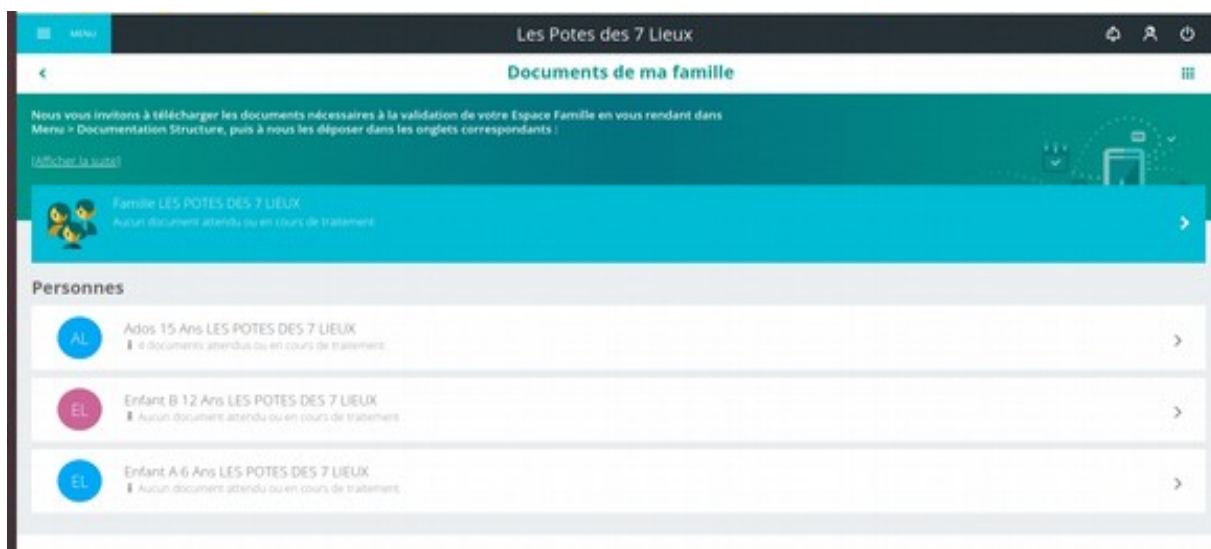 MENU
Les Potes des 7 Lieux
Documents de ma famille
Nous vous invitons à télécharger les documents nécessaires à la validation de votre Espace Famille en vous rendant dans
Menu > Documentation Structure, puis à nous les déposer dans les onglets correspondants :
[Afficher la suite]
Famille LES POTES DES 7 LIEUX
Aucun document attendu ou en cours de traitement
Personnes
AL
Ados 15 Ans LES POTES DES 7 LIEUX
4 documents attendus ou en cours de traitement
EL
Enfant B 12 Ans LES POTES DES 7 LIEUX
Aucun document attendu ou en cours de traitement
EL
Enfant A 6 Ans LES POTES DES 7 LIEUX
Aucun document attendu ou en cours de traitement